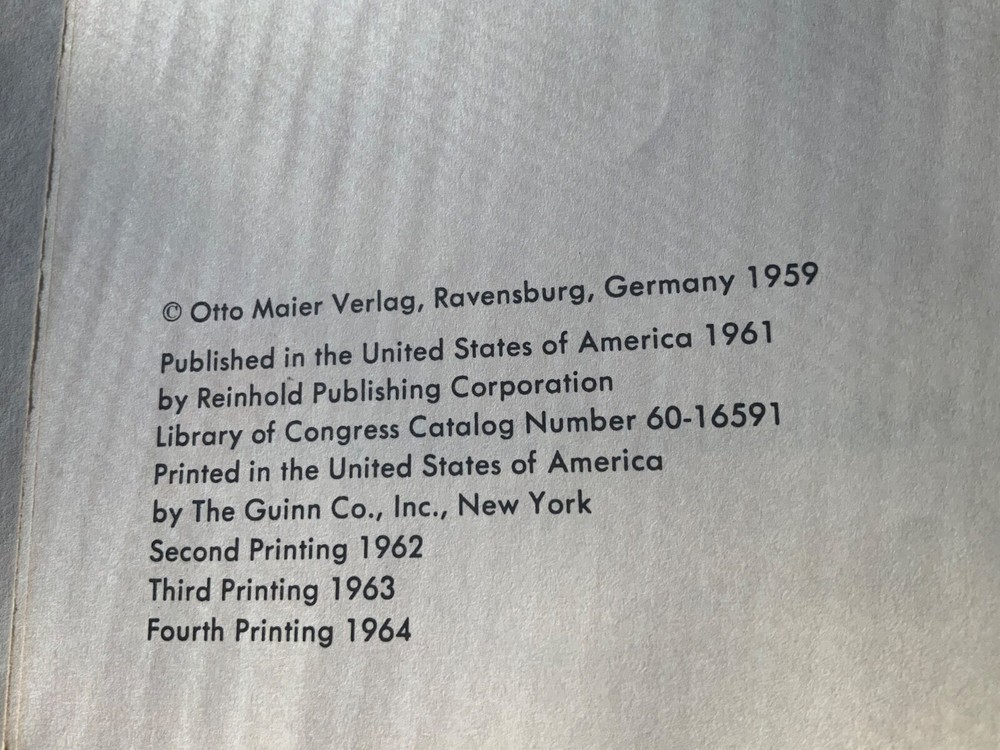 © Otto Maier Verlag, Ravensburg, Germany 1959
Published in the United States of America 1961
by Reinhold Publishing Corporation
Library of Congress Catalog Number 60-16591
Printed in the United States of America
by The Guinn Co., Inc., New York
Second Printing 1962
Third Printing 1963
Fourth Printing 1964